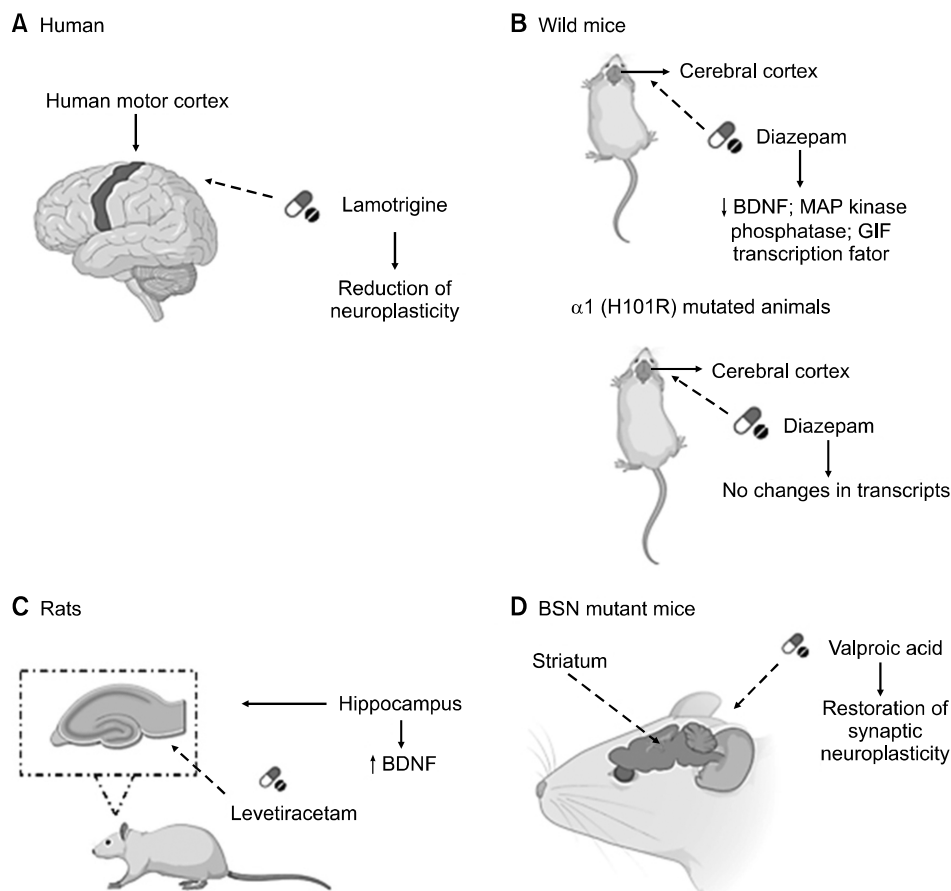 A Human
Human motor cortex
Lamotrigine
Reduction of
neuroplasticity
B Wild mice
Cerebral cortex
Diazepam
↓ BDNF; MAP kinase
phosphatase; GIF
transcription fator
α1 (H101R) mutated animals
Cerebral cortex
Diazepam
No changes in transcripts
C Rats
Hippocampus
↑ BDNF
Levetiracetam
D BSN mutant mice
Striatum
Valproic acid
Restoration of
synaptic
neuroplasticity